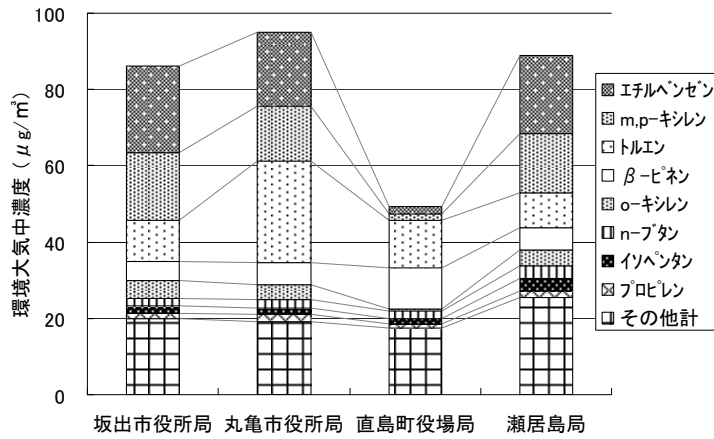 100
80
60
40
20
0
環境大気中濃度（μg/㎥）
坂出市役所局
丸亀市役所局
直島町役場局
瀬居島局
ｴﾁﾙﾍﾞﾝｾﾞﾝ
m,p-ｷｼﾚﾝ
ﾄﾙｴﾝ
β-ﾋﾟﾈﾝ
o-ｷｼﾚﾝ
n-ﾌﾞﾀﾝ
ｲｿﾍﾟﾝﾀﾝ
ﾌﾟﾛﾋﾟﾚﾝ
その他計